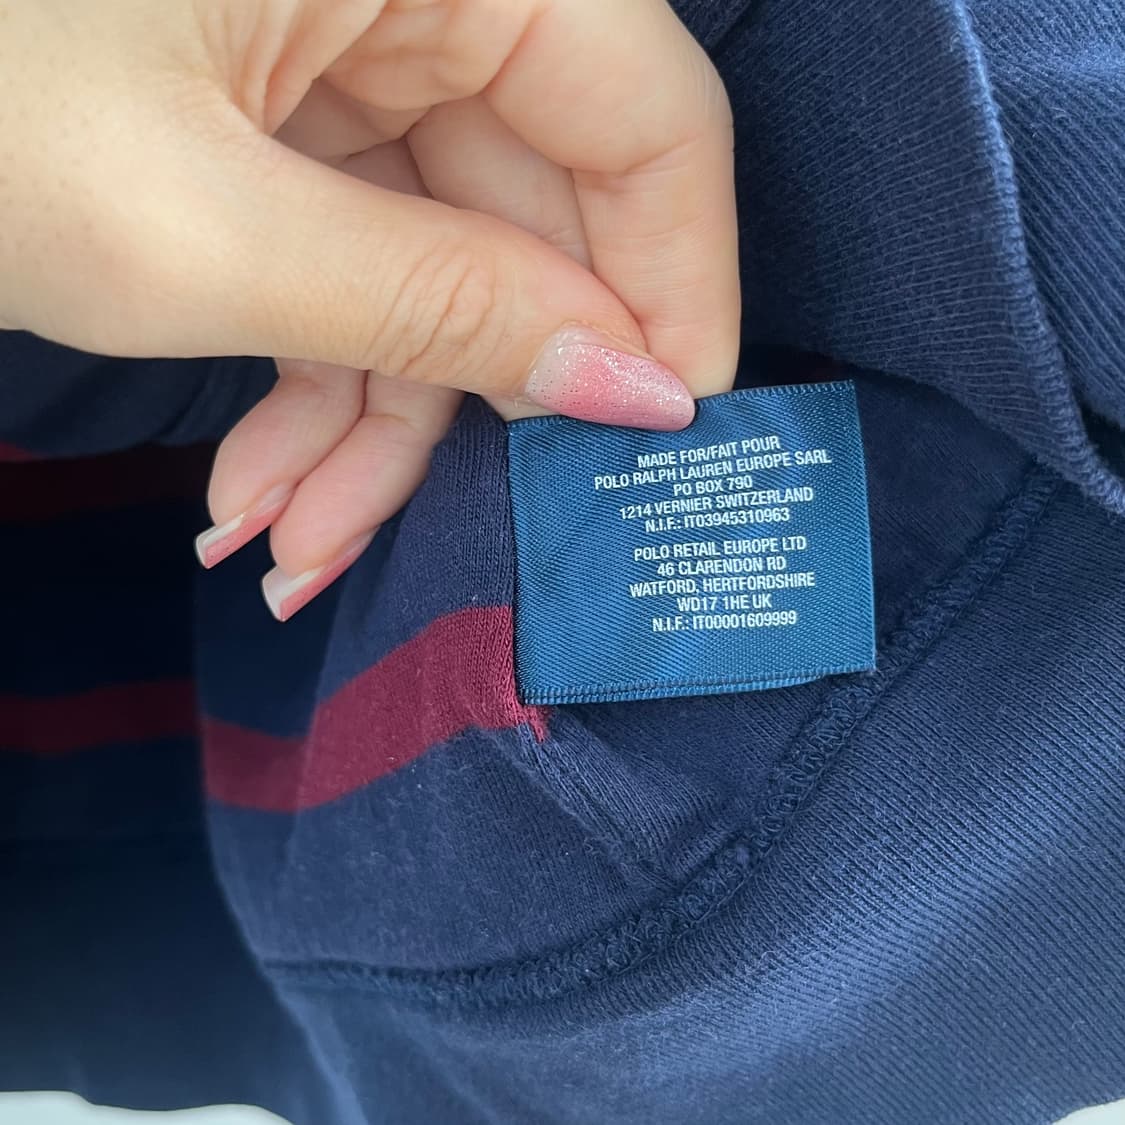 MADE FOR/FAIT POUR
POLO RALPH LAUREN EUROPE SARL
PO BOX 790
1214 VERNIER SWITZERLAND
N.I.F.: IT03945310963
POLO RETAIL EUROPE LTD
46 CLARENDON RD
WATFORD, HERTFORDSHIRE
WD17 1HE UK
N.I.F.: IT00001609999